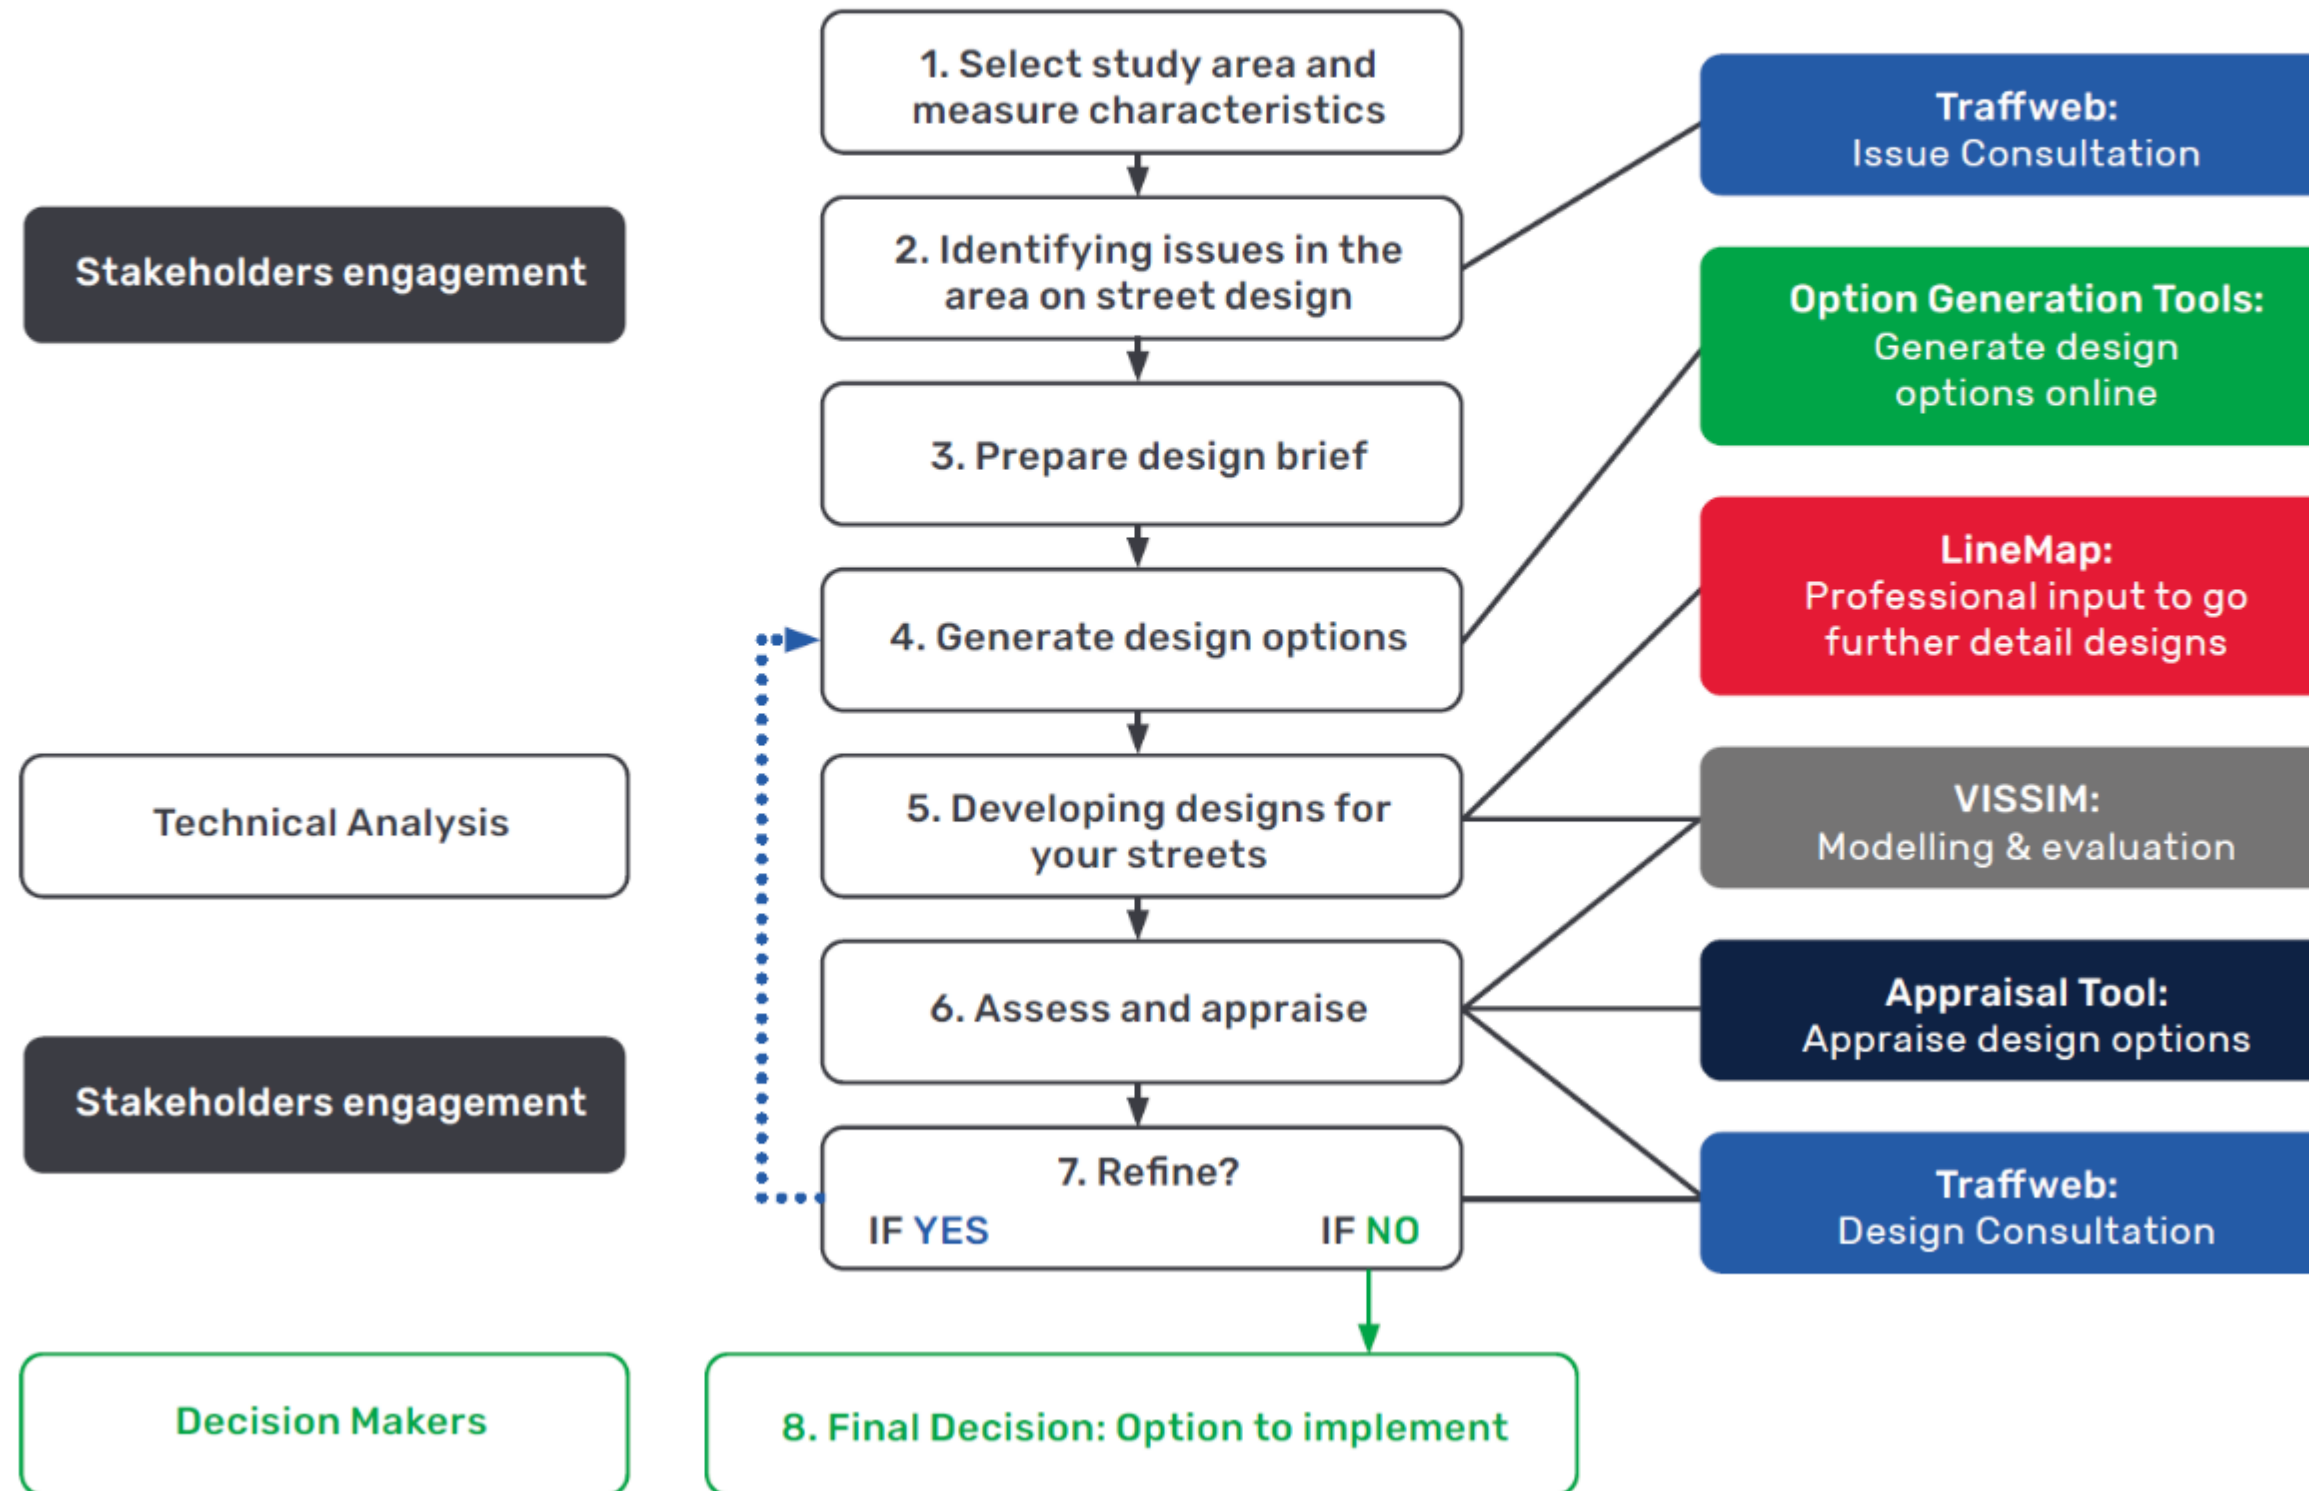 1. Select study area and
measure characteristics
Traffweb:
Issue Consultation
Stakeholders engagement
2. Identifying issues in the
area on street design
Option Generation Tools:
Generate design
options online
3. Prepare design brief
LineMap:
Professional input to go
further detail designs
4. Generate design options
Technical Analysis
5. Developing designs for
your streets
VISSIM:
Modelling & evaluation
6. Assess and appraise
Appraisal Tool:
Appraise design options
Stakeholders engagement
7. Refine?
IF YES
IF NO
Traffweb:
Design Consultation
Decision Makers
8. Final Decision: Option to implement